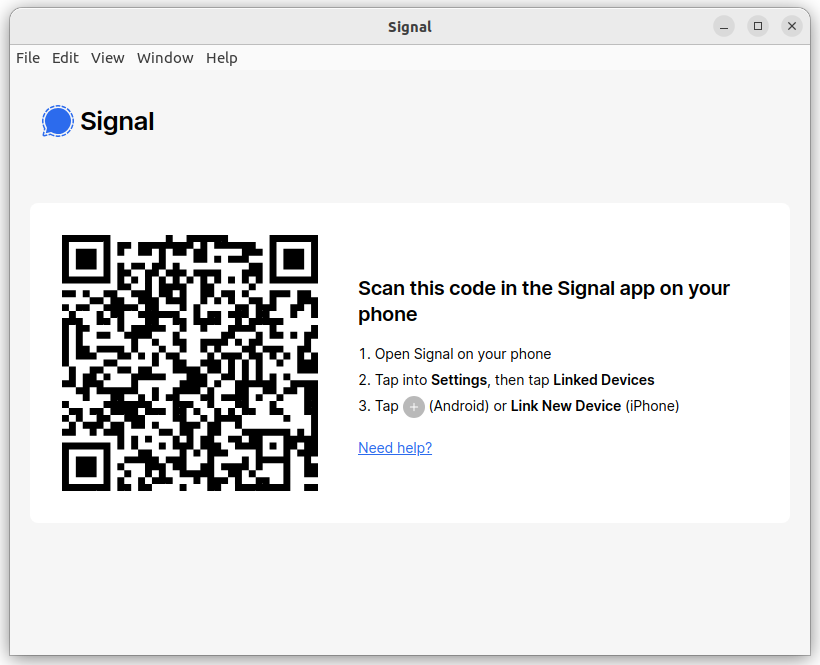 Signal
File Edit View Window Help
Signal
Scan this code in the Signal app on your
phone
1. Open Signal on your phone
2. Tap into Settings, then tap Linked Devices
3. Tap + (Android) or Link New Device (iPhone)
Need help?